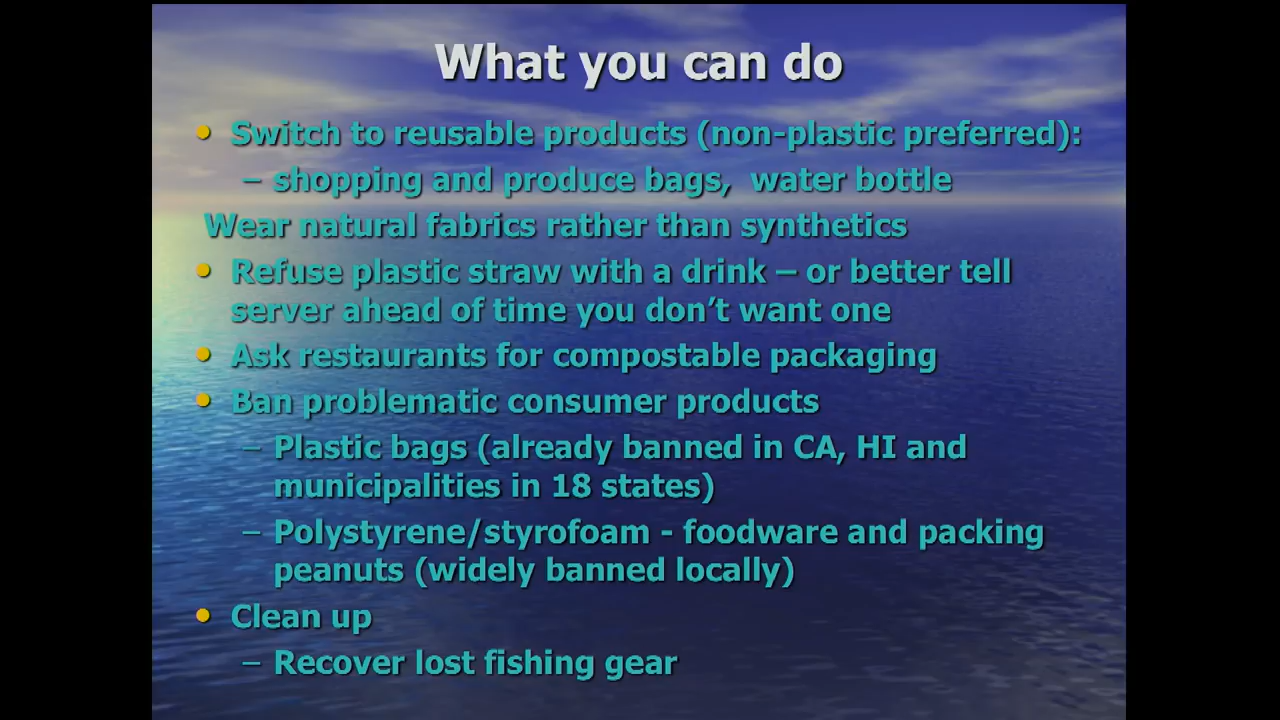 What you can do
• Switch to reusable products (non-plastic preferred):
– shopping and produce bags, water bottle
Wear natural fabrics rather than synthetics
• Refuse plastic straw with a drink – or better tell
server ahead of time you don’t want one
• Ask restaurants for compostable packaging
• Ban problematic consumer products
– Plastic bags (already banned in CA, HI and
municipalities in 18 states)
– Polystyrene/styrofoam - foodware and packing
peanuts (widely banned locally)
• Clean up
– Recover lost fishing gear